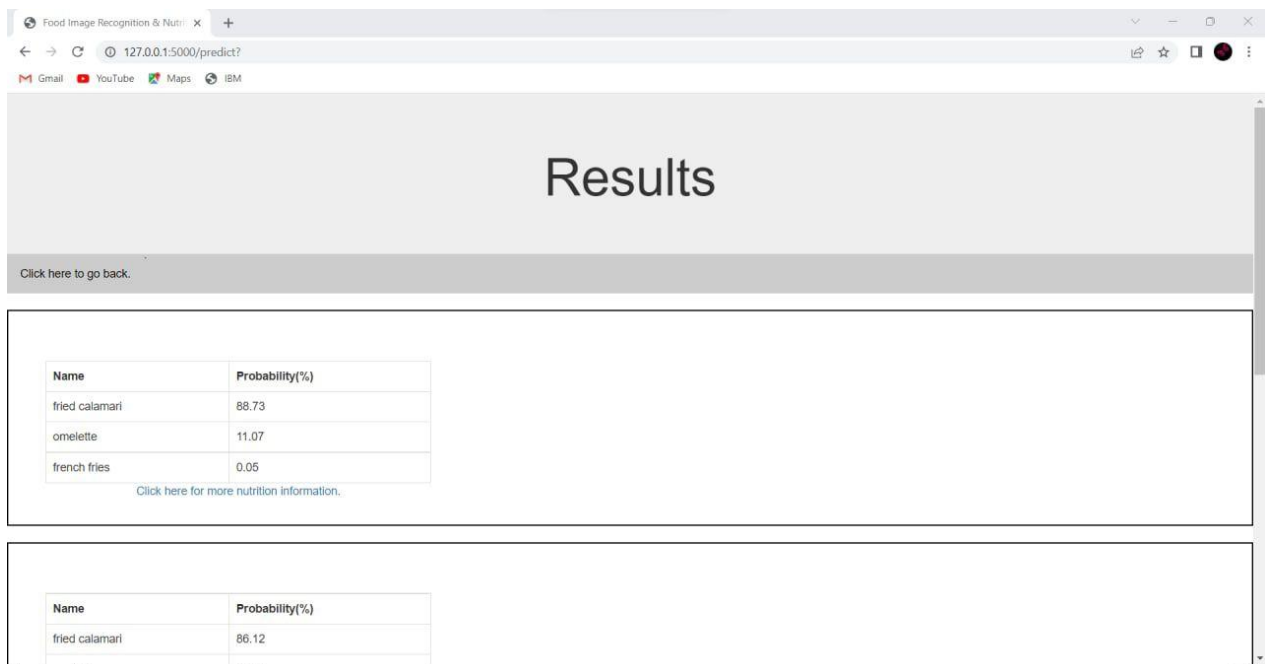 Food Image Recognition & Nutri
127.0.0.1:5000/predict?
Gmail YouTube Maps IBM
Results
Click here to go back.
Name Probability(%)
fried calamari 88.73
omelette 11.07
french fries 0.05
Click here for more nutrition information.
Name Probability(%)
fried calamari 86.12